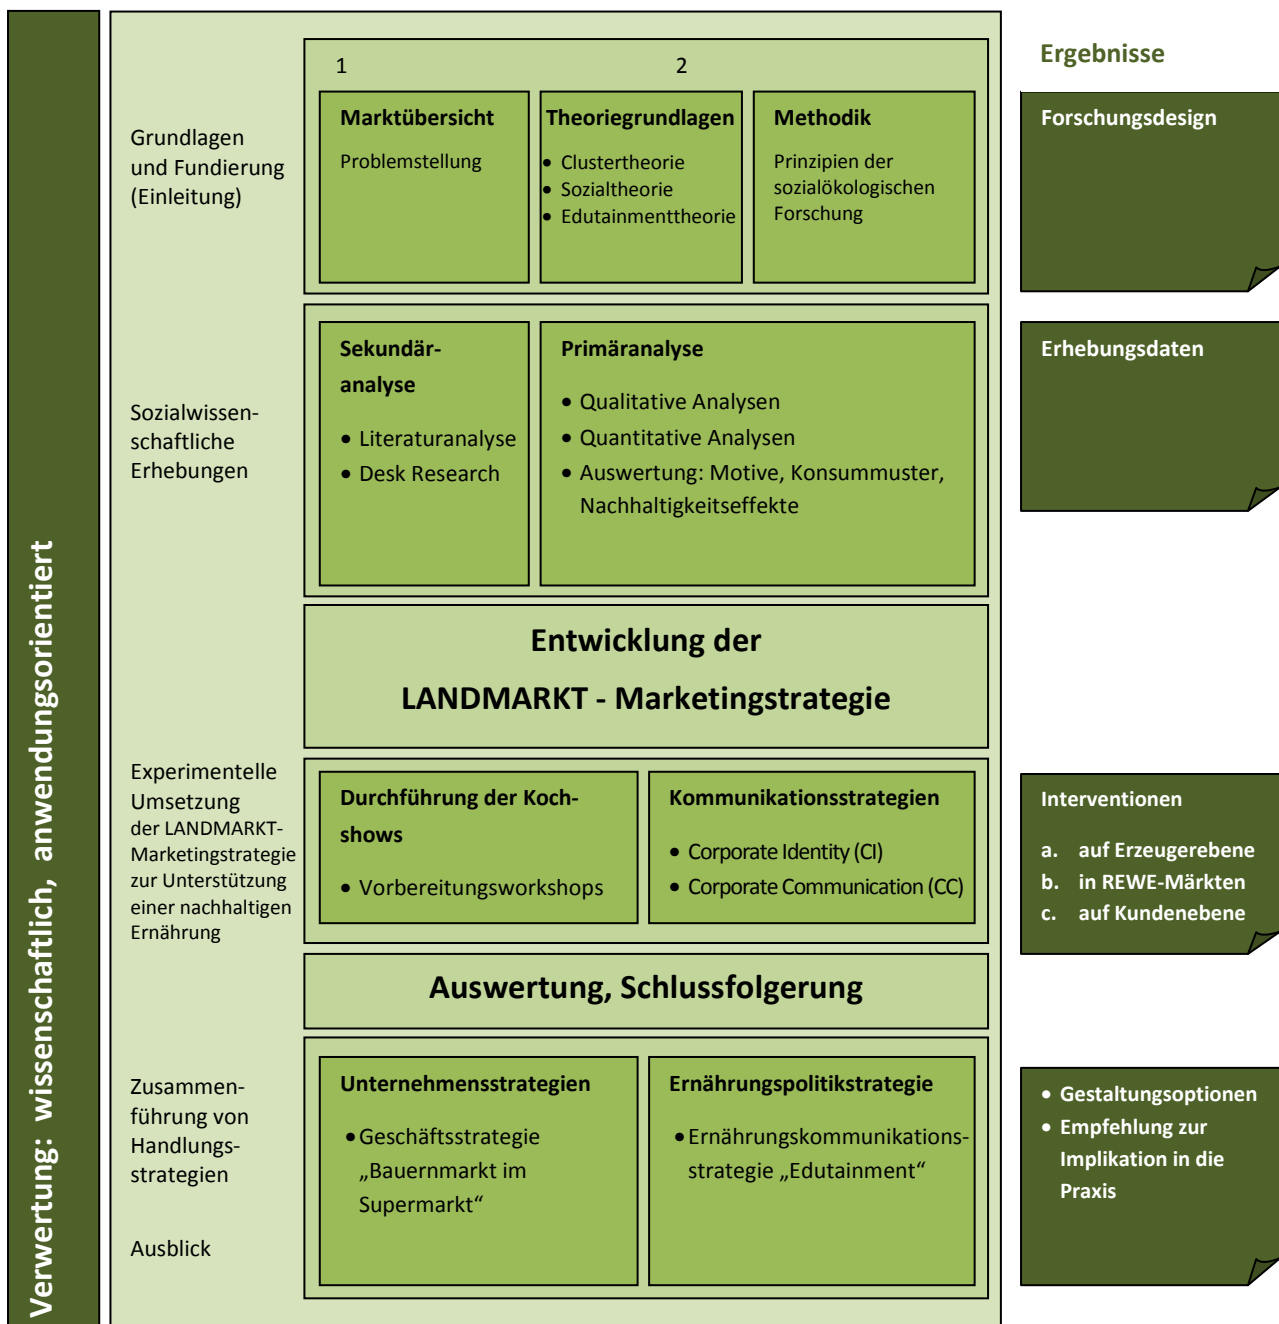 Verwertung: wissenschaftlich, anwendungsorientiert
Grundlagen
und Fundierung
(Einleitung)
1
2
Marktübersicht
Problemstellung
Theoriegrundlagen
• Clustertheorie
• Sozialtheorie
• Edutainmenttheorie
Methodik
Prinzipien der
sozialökologischen
Forschung
Ergebnisse
Forschungsdesign
Sozialwissen-
schaftliche
Erhebungen
Sekundär-
analyse
• Literaturanalyse
• Desk Research
Primäranalyse
• Qualitative Analysen
• Quantitative Analysen
• Auswertung: Motive, Konsummuster,
Nachhaltigkeitseffekte
Erhebungsdaten
Entwicklung der
LANDMARKT - Marketingstrategie
Experimentelle
Umsetzung
der LANDMARKT-
Marketingstrategie
zur Unterstützung
einer nachhaltigen
Ernährung
Durchführung der Koch-
shows
• Vorbereitungsworkshops
Kommunikationsstrategien
• Corporate Identity (CI)
• Corporate Communication (CC)
Interventionen
a. auf Erzeugerebene
b. in REWE-Märkten
c. auf Kundenebene
Auswertung, Schlussfolgerung
Zusammen-
führung von
Handlungs-
strategien
Ausblick
Unternehmensstrategien
• Geschäftsstrategie
„Bauernmarkt im
Supermarkt“
Ernährungspolitikstrategie
• Ernährungskommunikations-
strategie „Edutainment“
• Gestaltungsoptionen
• Empfehlung zur
Implikation in die
Praxis